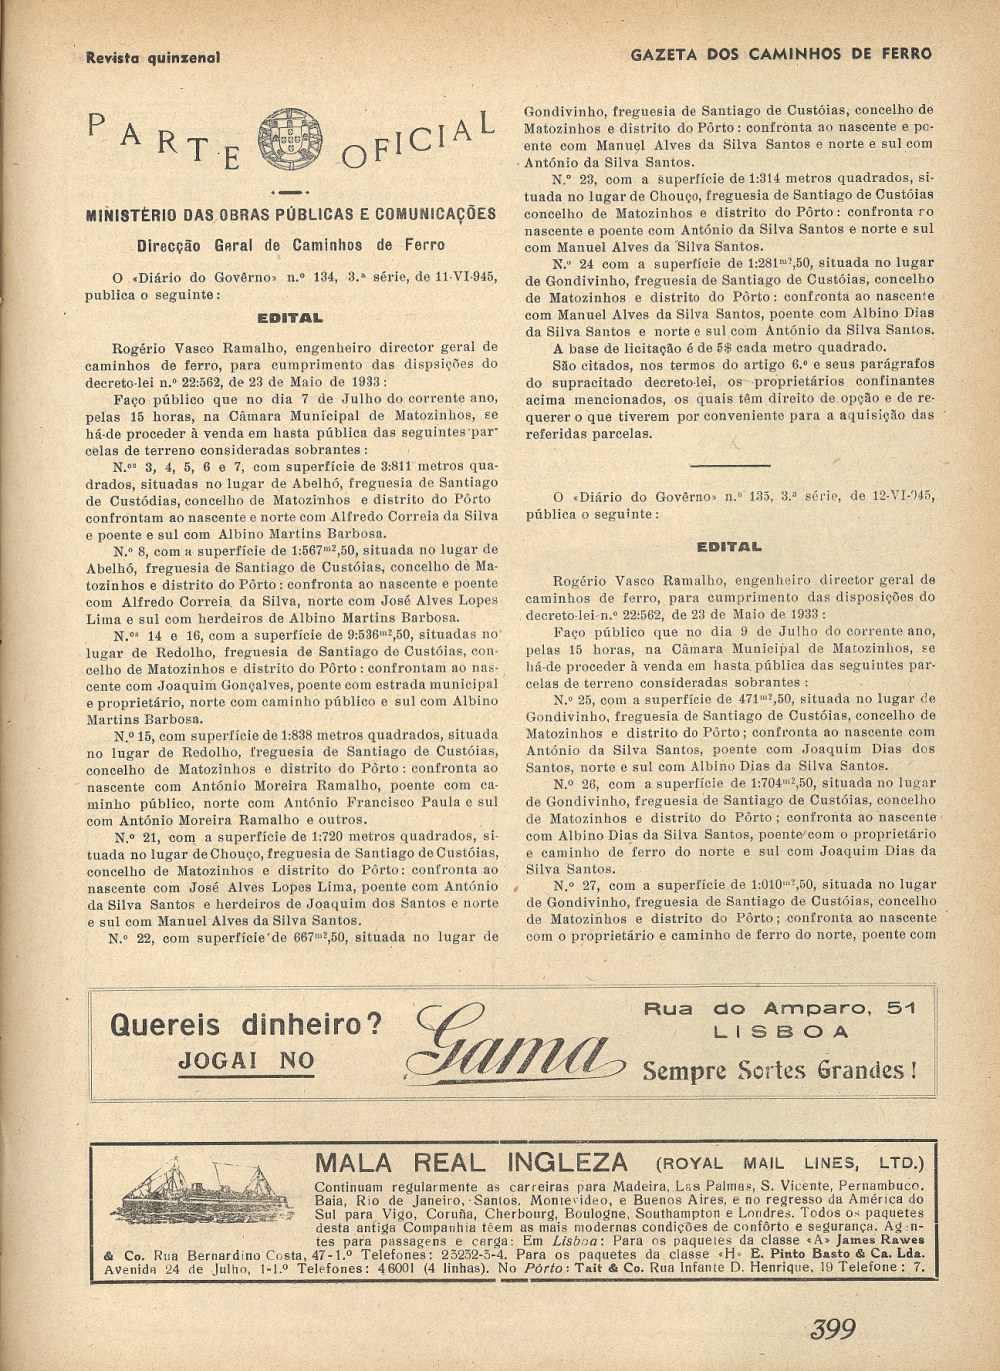 Revista quinzenal
GAZETA DOS CAMINHOS DE FERRO
PARTE OFICIAL
MINISTÉRIO DAS OBRAS PÚBLICAS E COMUNICAÇÕES
Direcção Geral de Caminhos de Ferro
O «Diário do Govêrno» n.º 134, 3.ª série, de 11-VI-945,
publica o seguinte:
EDITAL
Rogério Vasco Ramalho, engenheiro director geral de
caminhos de ferro, para cumprimento das dispsições do
decreto-lei n.º 22:562, de 23 de Maio de 1933:
Faço público que no dia 7 de Julho do corrente ano,
pelas 15 horas, na Câmara Municipal de Matozinhos, se
há-de proceder à venda em hasta pública das seguintes par-
celas de terreno consideradas sobrantes:
N.os 3, 4, 5, 6 e 7, com superfície de 3:811 metros qua-
drados, situadas no lugar de Abelhó, freguesia de Santiago
de Custódias, concelho de Matozinhos e distrito do Pôrto
confrontam ao nascente e norte com Alfredo Correia da Silva
e poente e sul com Albino Martins Barbosa.
N.º 8, com a superfície de 1:567m²,50, situada no lugar de
Abelhó, freguesia de Santiago de Custóias, concelho de Ma-
tozinhos e distrito do Pôrto: confronta ao nascente e poente
com Alfredo Correia da Silva, norte com José Alves Lopes
Lima e sul com herdeiros de Albino Martins Barbosa.
N.os 14 e 16, com a superfície de 9:536m²,50, situadas no
lugar de Redolho, freguesia de Santiago de Custóias, con-
celho de Matozinhos e distrito do Pôrto: confrontam ao nas-
cente com Joaquim Gonçalves, poente com estrada municipal
e proprietário, norte com caminho público e sul com Albino
Martins Barbosa.
N.º 15, com superfície de 1:838 metros quadrados, situada
no lugar de Redolho, freguesia de Santiago de Custóias,
concelho de Matozinhos e distrito do Pôrto: confronta ao
nascente com António Moreira Ramalho, poente com ca-
minho público, norte com António Francisco Paula e sul
com António Moreira Ramalho e outros.
N.º 21, com a superfície de 1:720 metros quadrados, si-
tuada no lugar de Chouço, freguesia de Santiago de Custóias,
concelho de Matozinhos e distrito do Pôrto: confronta ao
nascente com José Alves Lopes Lima, poente com António
da Silva Santos e herdeiros de Joaquim dos Santos e norte
e sul com Manuel Alves da Silva Santos.
N.º 22, com superfície de 667m²,50, situada no lugar de
Gondivinho, freguesia de Santiago de Custóias, concelho de
Matozinhos e distrito do Pôrto: confronta ao nascente e po-
ente com Manuel Alves da Silva Santos e norte e sul com
António da Silva Santos.
N.º 23, com a superfície de 1:314 metros quadrados, si-
tuada no lugar de Chouço, freguesia de Santiago de Custóias
concelho de Matozinhos e distrito do Pôrto: confronta ro
nascente e poente com António da Silva Santos e norte e sul
com Manuel Alves da Silva Santos.
N.º 24 com a superfície de 1:281m²,50, situada no lugar
de Gondivinho, freguesia de Santiago de Custóias, concelho
de Matozinhos e distrito do Pôrto: confronta ao nascente
com Manuel Alves da Silva Santos, poente com Albino Dias
da Silva Santos e norte e sul com António da Silva Santos.
A base de licitação é de 5$ cada metro quadrado.
São citados, nos termos do artigo 6.º e seus parágrafos
do supracitado decreto-lei, os proprietários confinantes
acima mencionados, os quais têm direito de opção e de re-
querer o que tiverem por conveniente para a aquisição das
referidas parcelas.
O «Diário do Govêrno» n.º 135, 3.ª série, de 12-VI-945,
pública o seguinte:
EDITAL
Rogério Vasco Ramalho, engenheiro director geral de
caminhos de ferro, para cumprimento das disposições do
decreto-lei n.º 22:562, de 23 de Maio de 1933:
Faço público que no dia 9 de Julho do corrente ano,
pelas 15 horas, na Câmara Municipal de Matozinhos, se
há-de proceder à venda em hasta pública das seguintes par-
celas de terreno consideradas sobrantes:
N.º 25, com a superfície de 471m²,50, situada no lugar de
Gondivinho, freguesia de Santiago de Custóias, concelho de
Matozinhos e distrito do Pôrto; confronta ao nascente com
António da Silva Santos, poente com Joaquim Dias dos
Santos, norte e sul com Albino Dias da Silva Santos.
N.º 26, com a superfície de 1:704m²,50, situada no lugar
de Gondivinho, freguesia de Santiago de Custóias, concelho
de Matozinhos e distrito do Pôrto; confronta ao nascente
com Albino Dias da Silva Santos, poente com o proprietário
e caminho de ferro do norte e sul com Joaquim Dias da
Silva Santos.
N.º 27, com a superfície de 1:010m²,50, situada no lugar
de Gondivinho, freguesia de Santiago de Custóias, concelho
de Matozinhos e distrito do Pôrto; confronta ao nascente
com o proprietário e caminho de ferro do norte, poente com
Quereis dinheiro?
JOGAI NO
Gama
Rua do Amparo, 51
LISBOA
Sempre Sortes Grandes!
MALA REAL INGLEZA (ROYAL MAIL LINES, LTD.)
Continuam regularmente as carreiras para Madeira, Las Palmas, S. Vicente, Pernambuco,
Baía, Rio de Janeiro, Santos, Montevideo, e Buenos Aires, e no regresso da América do
Sul para Vigo, Coruña, Cherbourg, Boulogne, Southampton e Londres. Todos os paquetes
desta antiga Companhia têem as mais modernas condições de confôrto e segurança. Agen-
tes para passagens e carga: Em Lisboa: Para os paquetes da classe «A» James Rawes
& Co. Rua Bernardino Costa, 47-1.º Telefones: 23232-3-4. Para os paquetes da classe «H» E. Pinto Basto & Ca. Lda.
Avenida 24 de Julho, 1-1.º Telefones: 46001 (4 linhas). No Pôrto: Tait & Co. Rua Infante D. Henrique, 19 Telefone: 7.
399